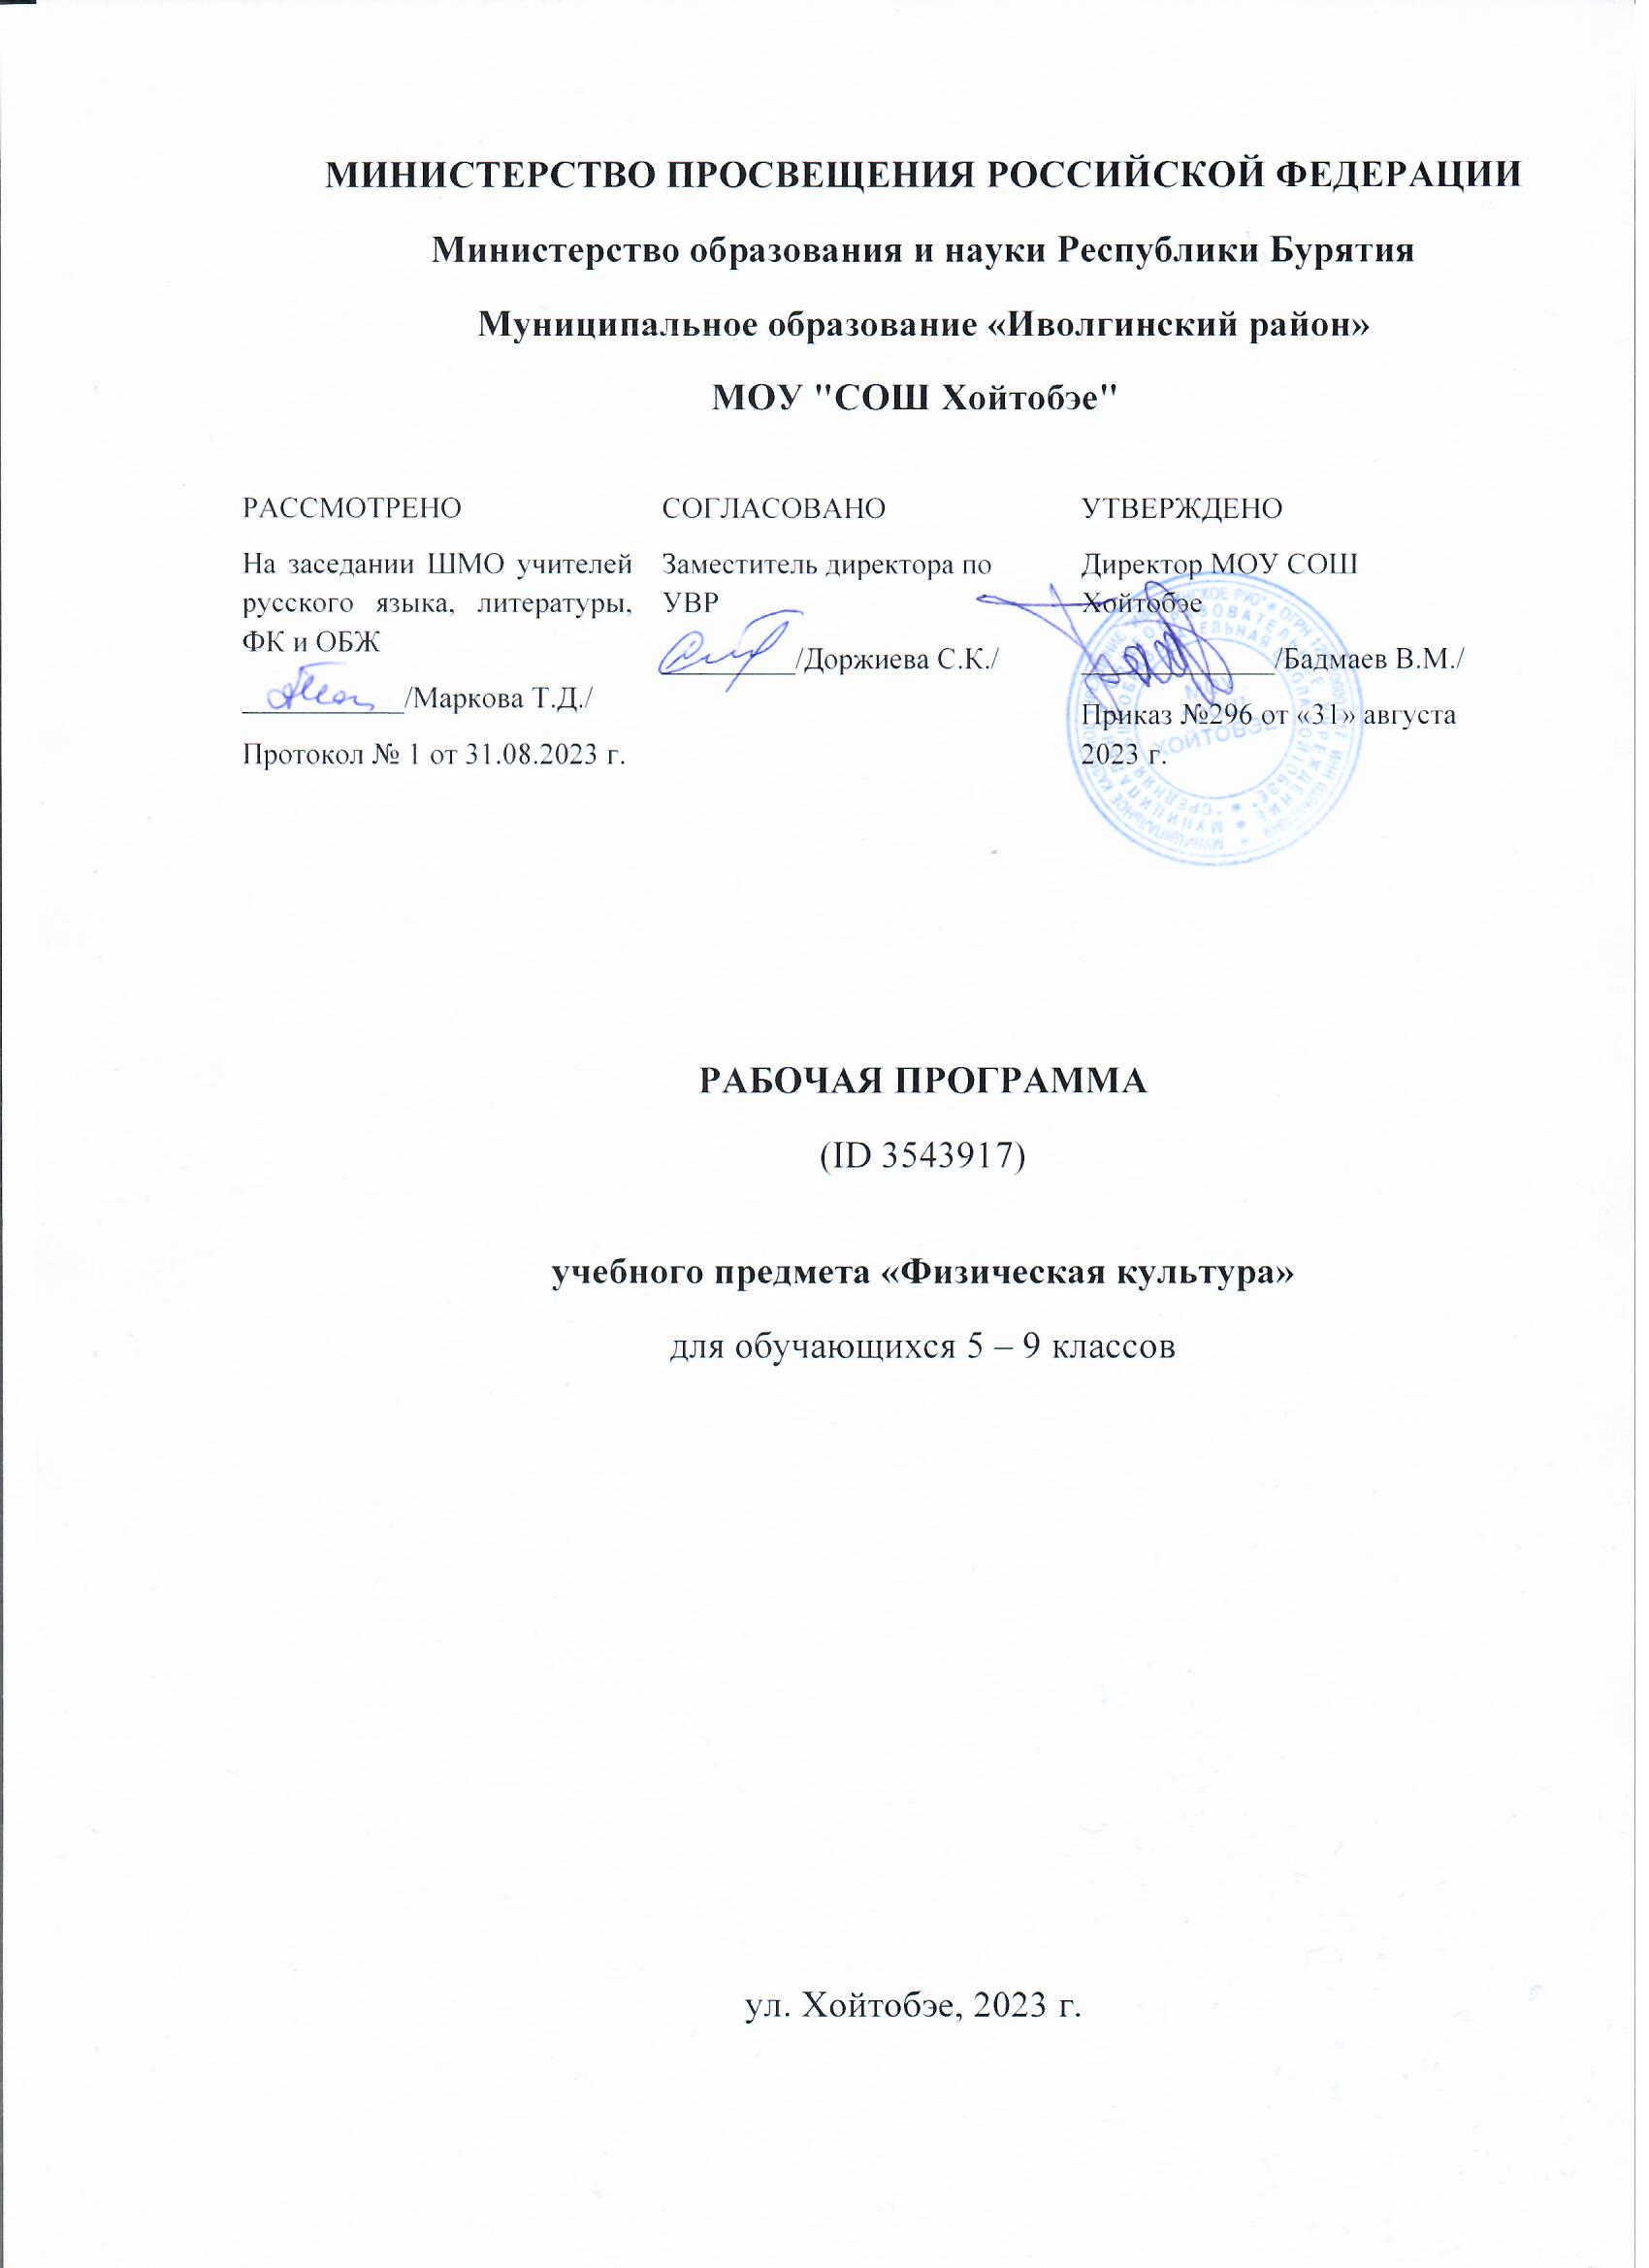 МИНИСТЕРСТВО ПРОСВЕЩЕНИЯ РОССИЙСКОЙ ФЕДЕРАЦИИ
Министерство образования и науки Республики Бурятия
Муниципальное образование «Иволгинский район»
МОУ "СОШ Хойтобэе"
РАССМОТРЕНО
На заседании ШМО учителей
русского языка, литературы,
ФК и ОБЖ
/Маркова Т.Д./
Протокол № 1 от 31.08.2023 г.
СОГЛАСОВАНО
Заместитель директора по
УВР
/Доржиева С.К./
УТВЕРЖДЕНО
Директор МОУ СОШ
Хойтобэе
/Бадмаев В.М./
Приказ №296 от «31» августа
2023 г.
ХОЙТОБЭЕ
РАБОЧАЯ ПРОГРАММА
(ID 3543917)
учебного предмета «Физическая культура»
для обучающихся 5 – 9 классов
ул. Хойтобэе, 2023 г.